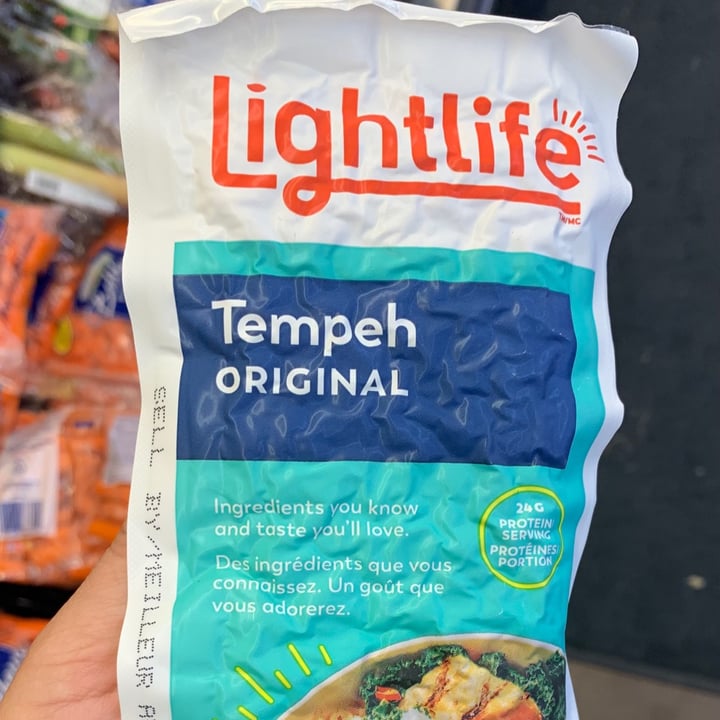 Lightlife
TM/MC
Tempeh
ORIGINAL
Ingredients you know
and taste you'll love.
Des ingrédients que vous
connaissez. Un goût que
vous adorerez.
24G
PROTEIN
SERVING
PROTÉINES
PORTION
SELL BY/MEILLEUR A